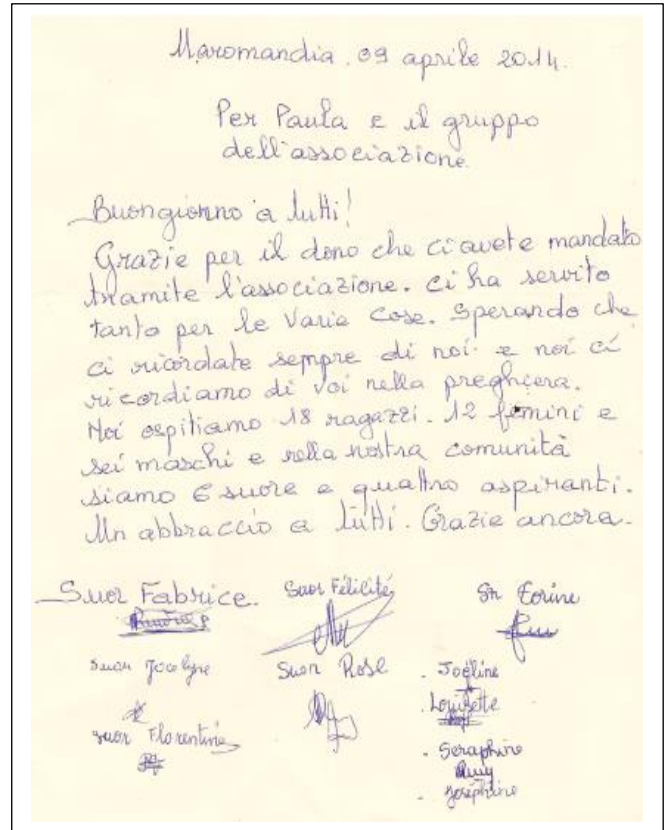 Maromandia. 09 aprile 2014.
Per Paula e il gruppo
dell'associazione.
Buongiorno a tutti!
Grazie per il dono che ci avete mandato
tramite l'associazione. Ci ha servito
tanto per le Varie Cose. Sperando che
ci ricordate sempre di noi e noi ci
ricordiamo di voi nella preghiera.
Noi ospitiamo 18 ragazzi. 12 femini e
sei maschi e nella nostra comunità
siamo 6 suore e quattro aspiranti.
Un abbraccio a tutti. Grazie ancora.
Suor Fabrice.
Suor Félicité
Sr Corine
Suor Jocelyne
Suor Rose
Suor Florentine
. Joéline
. Louisette
. Seraphine
. Joséphine